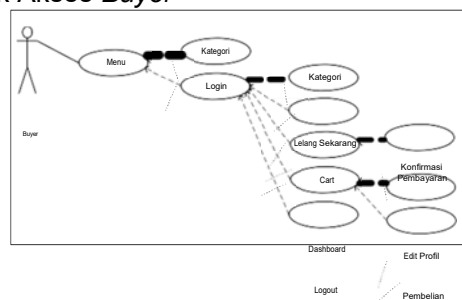 k Akses Buyer
Kategori
Menu
Login
Kategori
Buyer
Lelang Sekarang
Konfirmasi
Pembayaran
Cart
Dashboard
Edit Profil
Logout
Pembelian